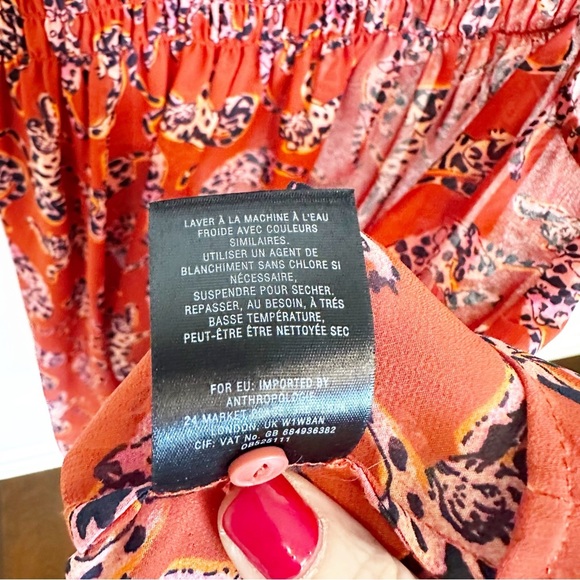 LAVER À LA MACHINE À L'EAU
FROIDE AVEC COULEURS
SIMILAIRES.
UTILISER UN AGENT DE
BLANCHIMENT SANS CHLORE SI
NÉCESSAIRE.
SUSPENDRE POUR SECHER.
REPASSER, AU BESOIN, À TRÉS
BASSE TEMPÉRATURE,
PEUT-ÊTRE ÊTRE NETTOYÉE SEC
FOR EU: IMPORTED BY
ANTHROPOLOGIE
24 MARKET
LONDON, UK W1W8AN
CIF: VAT No. GB 684936382